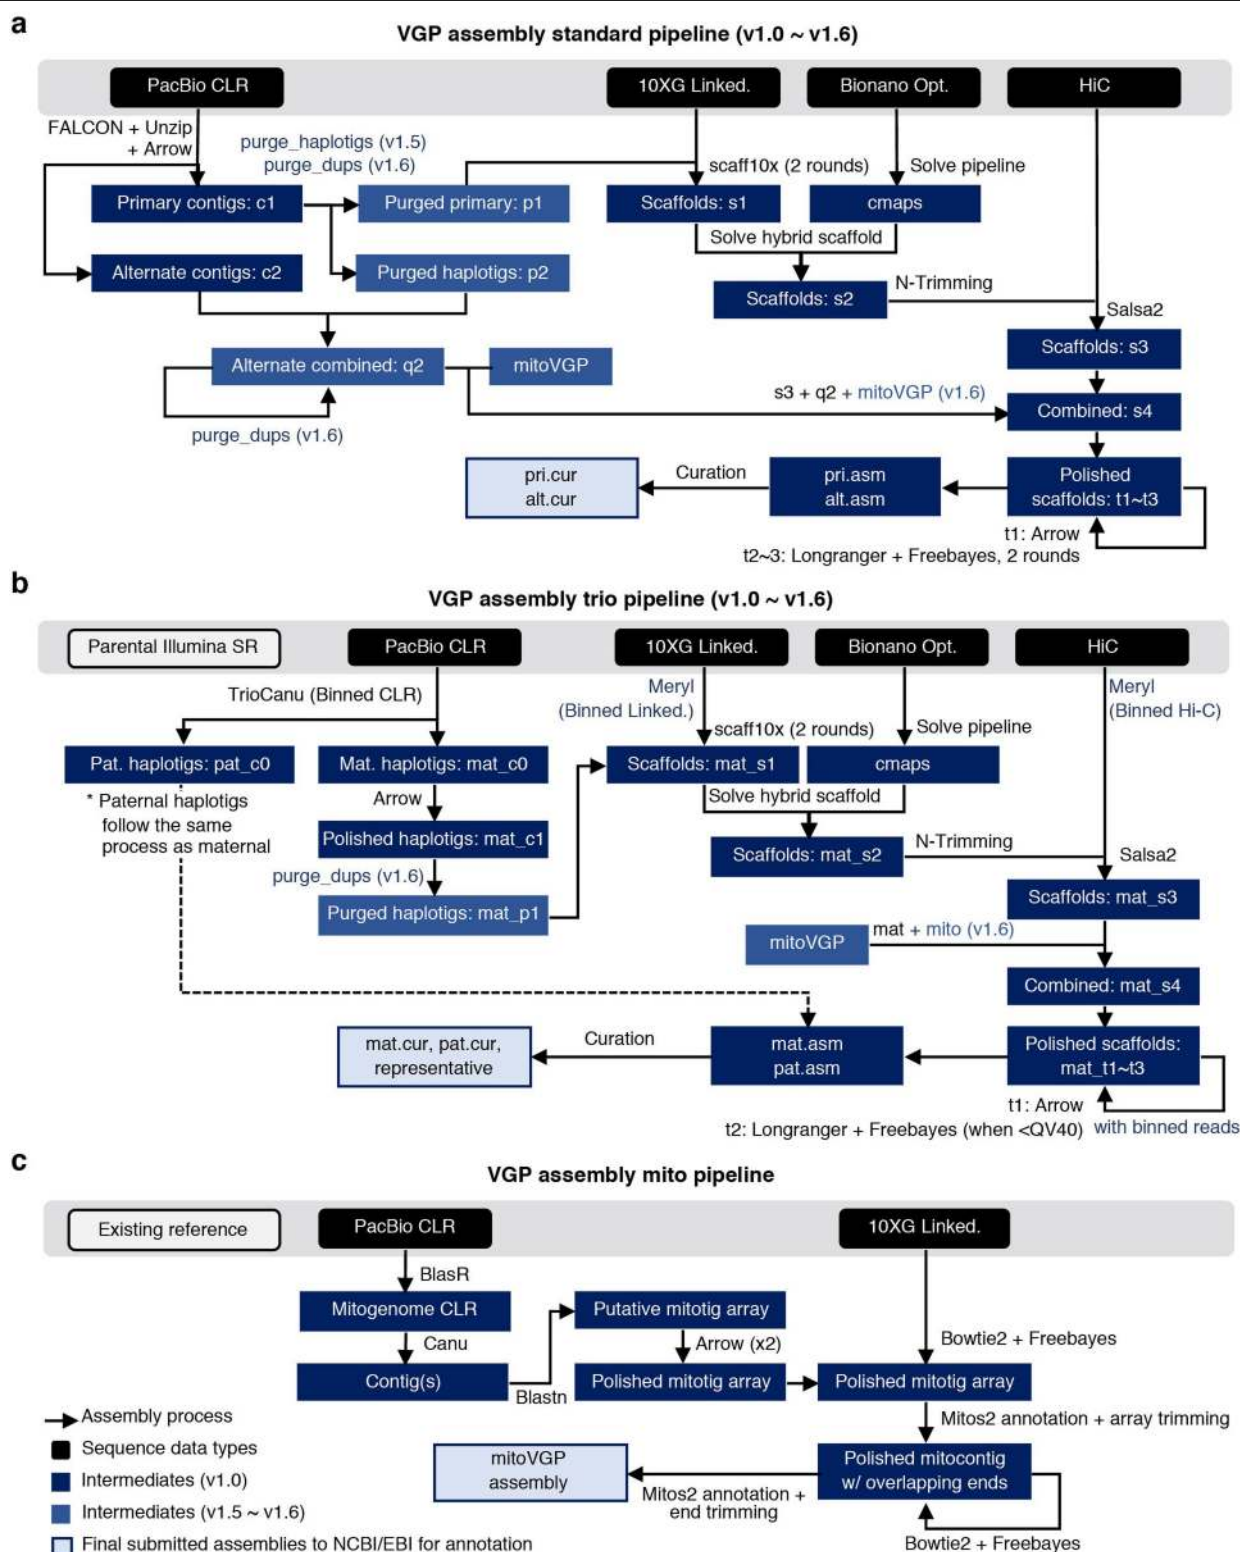 a
VGP assembly standard pipeline (v1.0 ~ v1.6)
PacBio CLR
10XG Linked.
Bionano Opt.
HiC
FALCON + Unzip
+ Arrow
purge_haplotigs (v1.5)
purge_dups (v1.6)
scaff10x (2 rounds)
Solve pipeline
Primary contigs: c1
Purged primary: p1
Scaffolds: s1
cmaps
Solve hybrid scaffold
Alternate contigs: c2
Purged haplotigs: p2
Scaffolds: s2
N-Trimming
Salsa2
Scaffolds: s3
Alternate combined: q2
mitoVGP
s3 + q2 + mitoVGP (v1.6)
Combined: s4
purge_dups (v1.6)
pri.cur
alt.cur
Curation
pri.asm
alt.asm
Polished
scaffolds: t1~t3
t1: Arrow
t2~3: Longranger + Freebayes, 2 rounds
b
VGP assembly trio pipeline (v1.0 ~ v1.6)
Parental Illumina SR
PacBio CLR
10XG Linked.
Bionano Opt.
HiC
TrioCanu (Binned CLR)
Meryl
(Binned Linked.)
Meryl
(Binned Hi-C)
scaff10x (2 rounds)
Solve pipeline
Pat. haplotigs: pat_c0
Mat. haplotigs: mat_c0
Scaffolds: mat_s1
cmaps
* Paternal haplotigs
follow the same
process as maternal
Arrow
Solve hybrid scaffold
Polished haplotigs: mat_c1
Scaffolds: mat_s2
N-Trimming
Salsa2
purge_dups (v1.6)
Purged haplotigs: mat_p1
Scaffolds: mat_s3
mitoVGP
mat + mito (v1.6)
Combined: mat_s4
mat.cur, pat.cur,
representative
Curation
mat.asm
pat.asm
Polished scaffolds:
mat_t1~t3
t1: Arrow
t2: Longranger + Freebayes (when <QV40)
with binned reads
c
VGP assembly mito pipeline
Existing reference
PacBio CLR
10XG Linked.
BlasR
Mitogenome CLR
Putative mitotig array
Canu
Arrow (x2)
Bowtie2 + Freebayes
Contig(s)
Blastn
Polished mitotig array
Polished mitotig array
Mitos2 annotation + array trimming
Assembly process
Sequence data types
Intermediates (v1.0)
Intermediates (v1.5 ~ v1.6)
Final submitted assemblies to NCBI/EBI for annotation
mitoVGP
assembly
Mitos2 annotation +
end trimming
Polished mitocontig
w/ overlapping ends
Bowtie2 + Freebayes